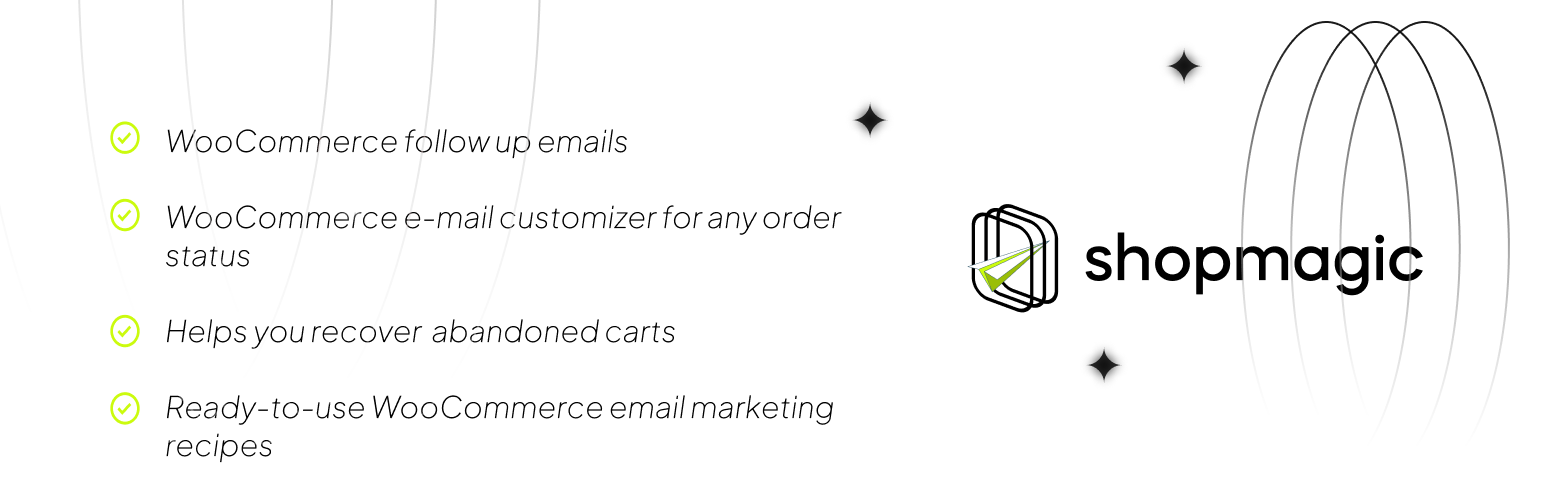 WooCommerce follow up emails
WooCommerce e-mail customizer for any order
status
Helps you recover abandoned carts
Ready-to-use WooCommerce email marketing
recipes
shopmagic